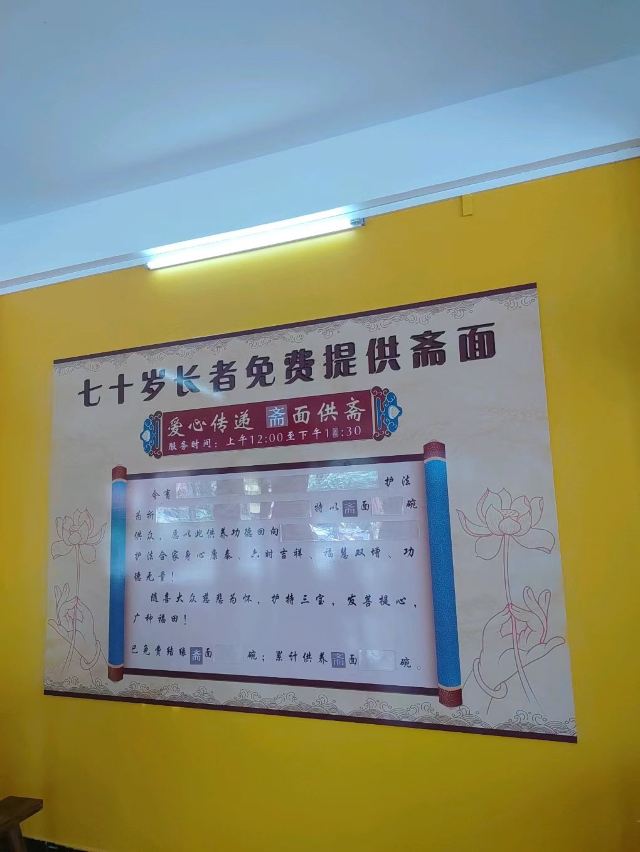 七十岁长者免费提供斋面
爱心传递 斋面供斋
服务时间：上午12:00至下午1:30
今有 护法
为祈 特以斋面 碗
供众，愿以此供养功德回向
护法合家身心康泰、六时吉祥、福慧双增、功
德无量！
随喜大众慈悲为怀，护持三宝，发菩提心，
广种福田！
已免费结缘斋面 碗；累计供养斋面 碗。